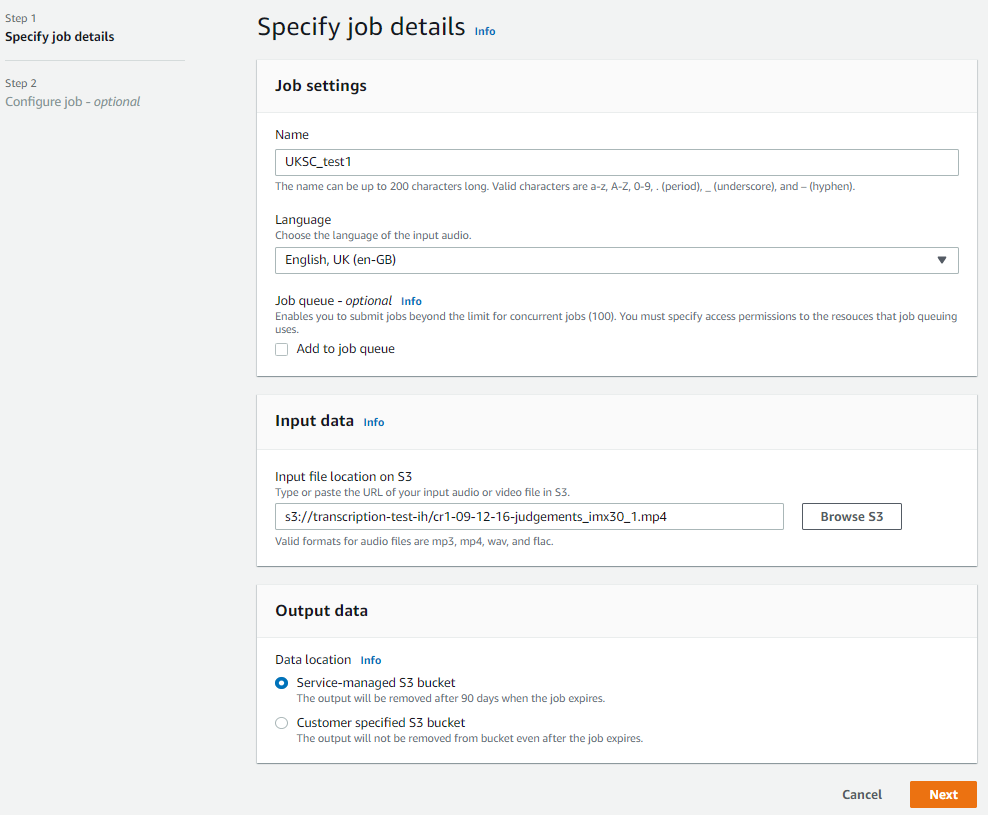 Step 1
Specify job details
Step 2
Configure job - optional
Specify job details Info
Job settings
Name
UKSC_test1
The name can be up to 200 characters long. Valid characters are a-z, A-Z, 0-9, . (period), _ (underscore), and – (hyphen).
Language
Choose the language of the input audio.
English, UK (en-GB)
Job queue - optional Info
Enables you to submit jobs beyond the limit for concurrent jobs (100). You must specify access permissions to the resouces that job queuing
uses.
Add to job queue
Input data Info
Input file location on S3
Type or paste the URL of your input audio or video file in S3.
s3://transcription-test-ih/cr1-09-12-16-judgements_imx30_1.mp4
Browse S3
Valid formats for audio files are mp3, mp4, wav, and flac.
Output data
Data location Info
Service-managed S3 bucket
The output will be removed after 90 days when the job expires.
Customer specified S3 bucket
The output will not be removed from bucket even after the job expires.
Cancel
Next